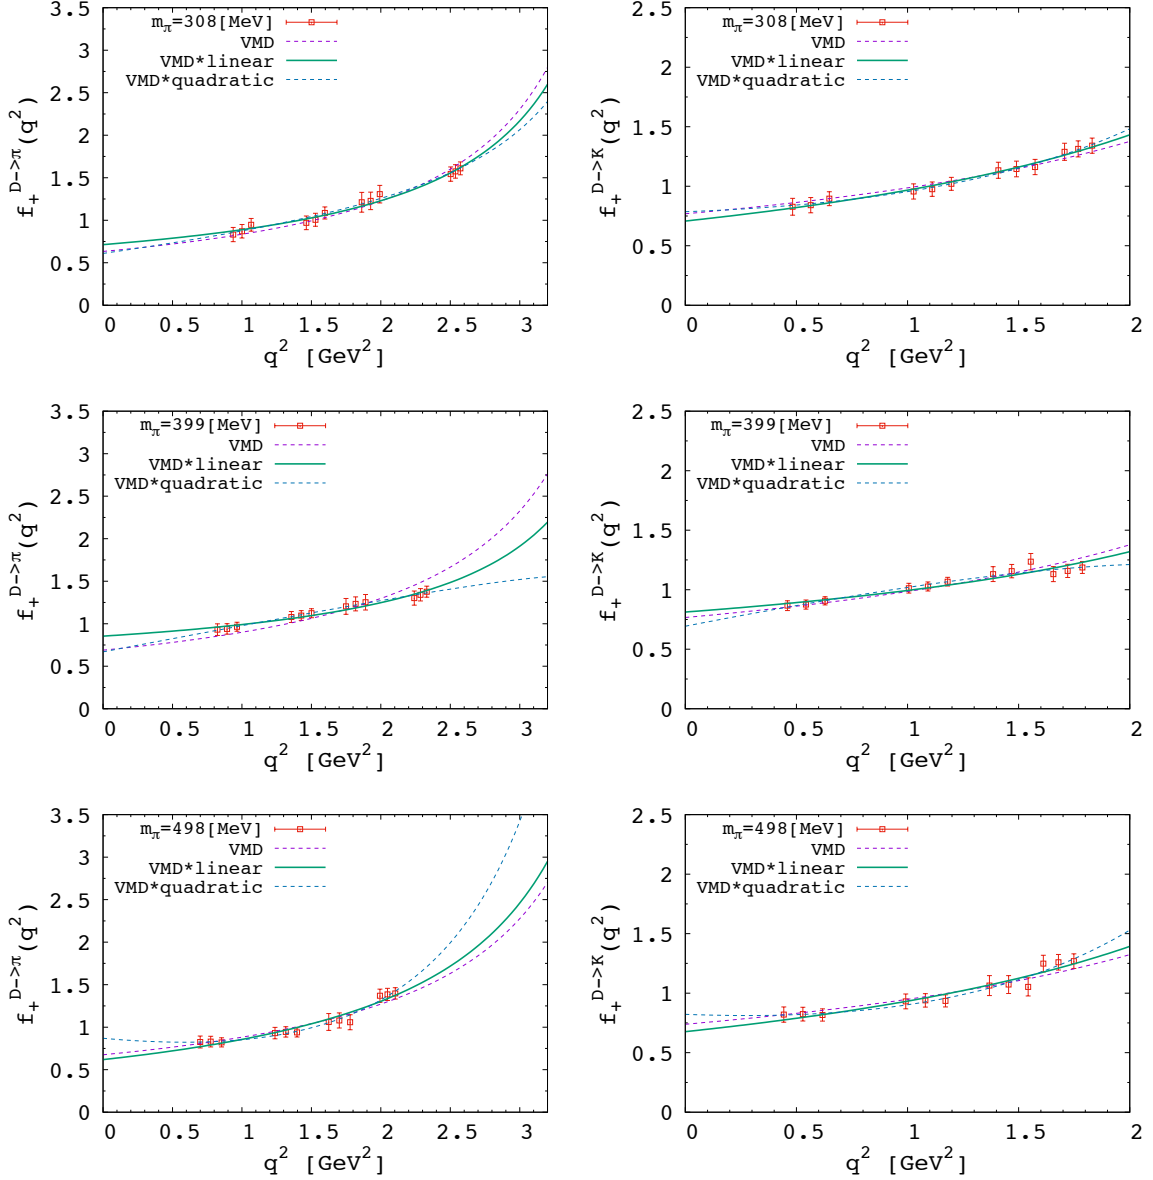 m_π=308[MeV]
VMD
VMD*linear
VMD*quadratic
f_+^{D->π}(q^2)
3.5
3
2.5
2
1.5
1
0.5
0
0 0.5 1 1.5 2 2.5 3
q^2 [GeV^2]
m_π=308[MeV]
VMD
VMD*linear
VMD*quadratic
f_+^{D->K}(q^2)
2.5
2
1.5
1
0.5
0
0 0.5 1 1.5 2
q^2 [GeV^2]
m_π=399[MeV]
VMD
VMD*linear
VMD*quadratic
f_+^{D->π}(q^2)
3.5
3
2.5
2
1.5
1
0.5
0
0 0.5 1 1.5 2 2.5 3
q^2 [GeV^2]
m_π=399[MeV]
VMD
VMD*linear
VMD*quadratic
f_+^{D->K}(q^2)
2.5
2
1.5
1
0.5
0
0 0.5 1 1.5 2
q^2 [GeV^2]
m_π=498[MeV]
VMD
VMD*linear
VMD*quadratic
f_+^{D->π}(q^2)
3.5
3
2.5
2
1.5
1
0.5
0
0 0.5 1 1.5 2 2.5 3
q^2 [GeV^2]
m_π=498[MeV]
VMD
VMD*linear
VMD*quadratic
f_+^{D->K}(q^2)
2.5
2
1.5
1
0.5
0
0 0.5 1 1.5 2
q^2 [GeV^2]